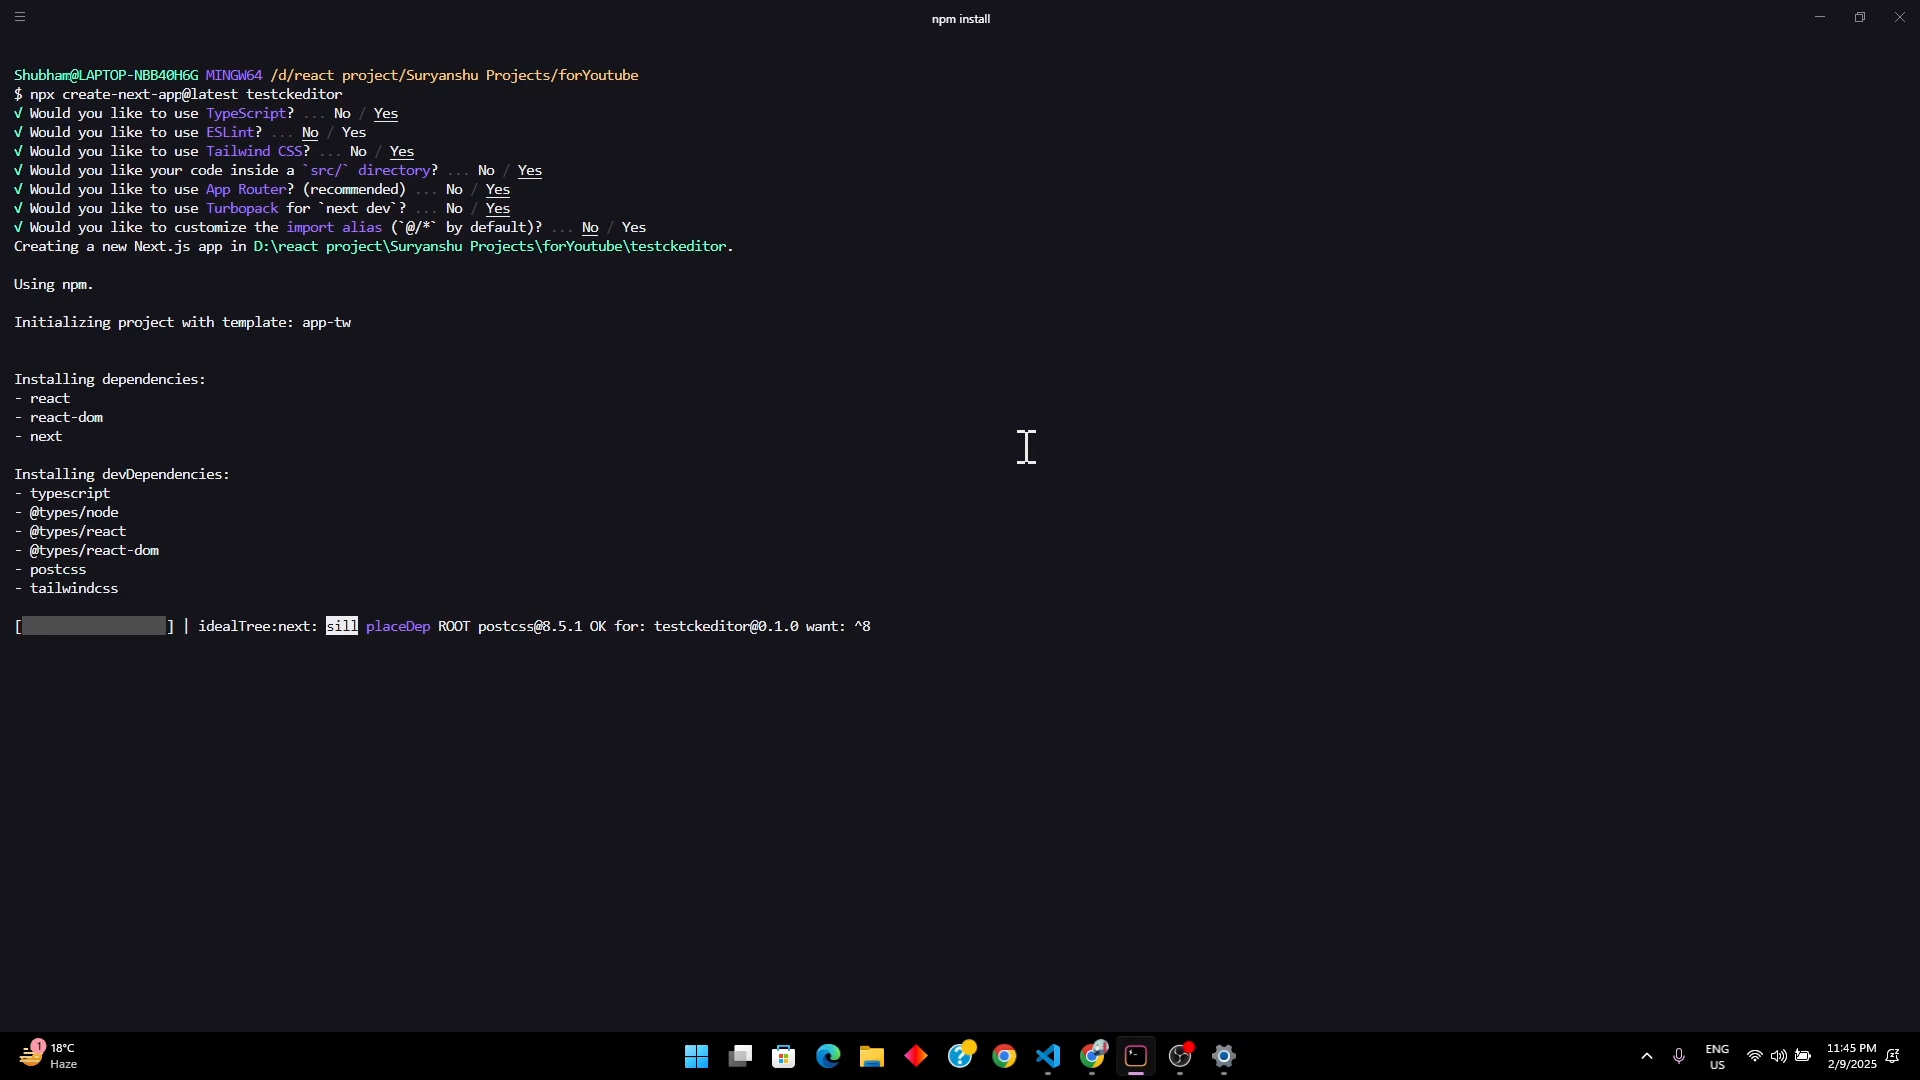 npm install
Shubham@LAPTOP-NBB40H6G MINGW64 /d/react project/Suryanshu Projects/forYoutube
$ npx create-next-app@latest testckeditor
√ Would you like to use TypeScript? ... No / Yes
√ Would you like to use ESLint? ... No / Yes
√ Would you like to use Tailwind CSS? ... No / Yes
√ Would you like your code inside a `src/` directory? ... No / Yes
√ Would you like to use App Router? (recommended) ... No / Yes
√ Would you like to use Turbopack for `next dev`? ... No / Yes
√ Would you like to customize the import alias (`@/*` by default)? ... No / Yes
Creating a new Next.js app in D:\react project\Suryanshu Projects\forYoutube\testckeditor.
Using npm.
Initializing project with template: app-tw
Installing dependencies:
- react
- react-dom
- next
Installing devDependencies:
- typescript
- @types/node
- @types/react
- @types/react-dom
- postcss
- tailwindcss
[                  ] | idealTree:next: sill placeDep ROOT postcss@8.5.1 OK for: testckeditor@0.1.0 want: ^8
1
18°C
Haze
ENG
US
11:45 PM
2/9/2025